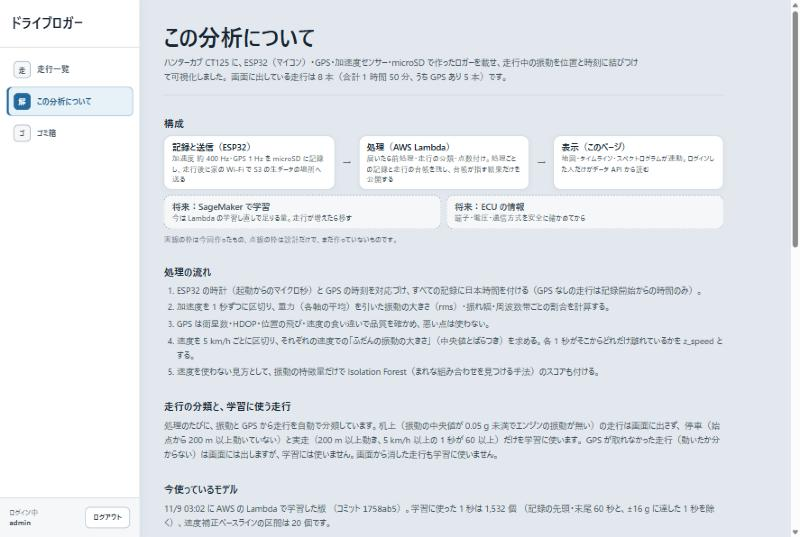 ドライブロガー
走 走行一覧
解 この分析について
ゴ ゴミ箱
この分析について
ハンターカブ CT125 に、ESP32（マイコン）・GPS・加速度センサー・microSD で作ったロガーを載せ、走行中の振動を位置と時刻に結びつけ
て可視化しました。画面に出している走行は 8 本（合計 1 時間 50 分、うち GPS あり 5 本）です。
構成
記録と送信（ESP32）
加速度 約 400 Hz・GPS 1 Hz を microSD に記録
し、走行後に家の Wi-Fi で S3 の生データの場所へ
送る
→
処理（AWS Lambda）
届いたら前処理・走行の分類・点数付け。処理ごと
の記録と走行の台帳を残し、台帳が指す結果だけを
公開する
→
表示（このページ）
地図・タイムライン・スペクトログラムが連動。ログインし
た人だけがデータ API から読む
将来：SageMaker で学習
今は Lambda の学習し直しで足りる量。走行が増えたら移す
将来：ECU の情報
端子・電圧・通信方式を安全に確かめてから
実線の枠は今回作ったもの、点線の枠は設計だけで、まだ作っていないものです。
処理の流れ
1. ESP32 の時計（起動からのマイクロ秒）と GPS の時刻を対応づけ、すべての記録に日本時間を付ける（GPS なしの走行は記録開始からの時間のみ）。
2. 加速度を 1 秒ずつに区切り、重力（各軸の平均）を引いた振動の大きさ（rms）・振れ幅・周波数帯ごとの割合を計算する。
3. GPS は衛星数・HDOP・位置の飛び・速度の食い違いで品質を確かめ、悪い点は使わない。
4. 速度を 5 km/h ごとに区切り、それぞれの速度での「ふだんの振動の大きさ」（中央値とばらつき）を求める。各 1 秒がそこからどれだけ離れているかを z_speed と
する。
5. 速度を使わない見方として、振動の特徴量だけで Isolation Forest（まれな組み合わせを見つける手法）のスコアも付ける。
走行の分類と、学習に使う走行
処理のたびに、振動と GPS から走行を自動で分類しています。机上（振動の中央値が 0.05 g 未満でエンジンの振動が無い）の走行は画面に出さず、停車（始
点から 200 m 以上動いていない）と実走（200 m 以上動き、5 km/h 以上の 1 秒が 60 以上）だけを学習に使います。GPS が取れなかった走行（動いたか分
からない）は画面には出しますが、学習には使いません。画面から消した走行も学習に使いません。
今使っているモデル
11/9 03:02 に AWS の Lambda で学習した版（コミット 1758ab5）。学習に使った 1 秒は 1,532 個（記録の先頭・末尾 60 秒と、±16 g に達した 1 秒を除
く）、速度補正ベースラインの区間は 20 個です。
ログイン中
admin
ログアウト